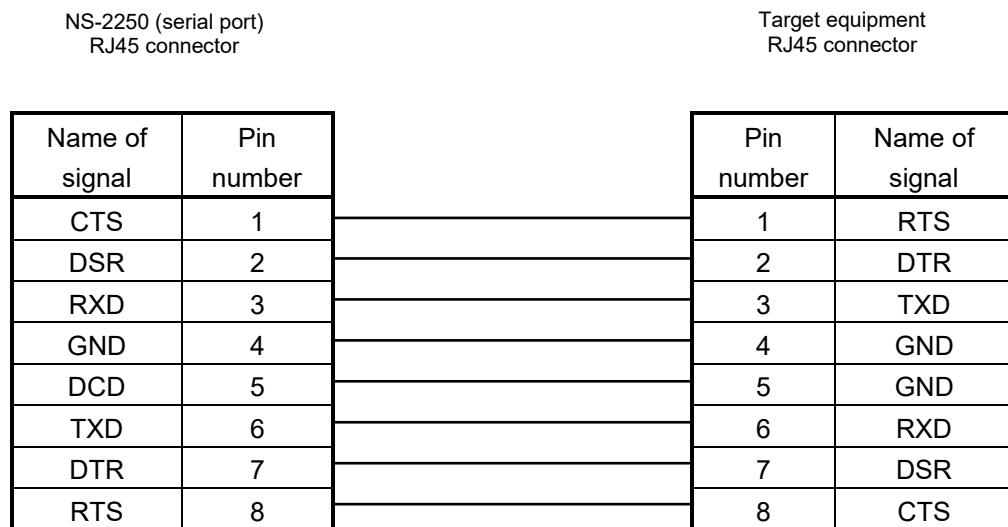 NS-2250 (serial port)
RJ45 connector
Target equipment
RJ45 connector
Name of signal Pin number Pin number Name of signal
CTS 1 1 RTS
DSR 2 2 DTR
RXD 3 3 TXD
GND 4 4 GND
DCD 5 5 GND
TXD 6 6 RXD
DTR 7 7 DSR
RTS 8 8 CTS